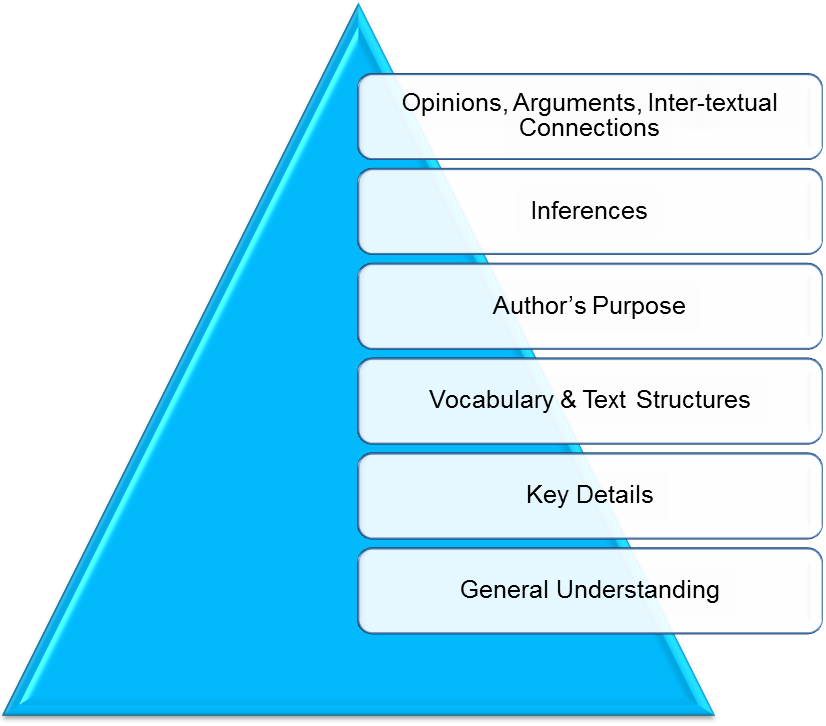 Opinions, Arguments, Inter-textual
Connections
Inferences
Author’s Purpose
Vocabulary & Text Structures
Key Details
General Understanding